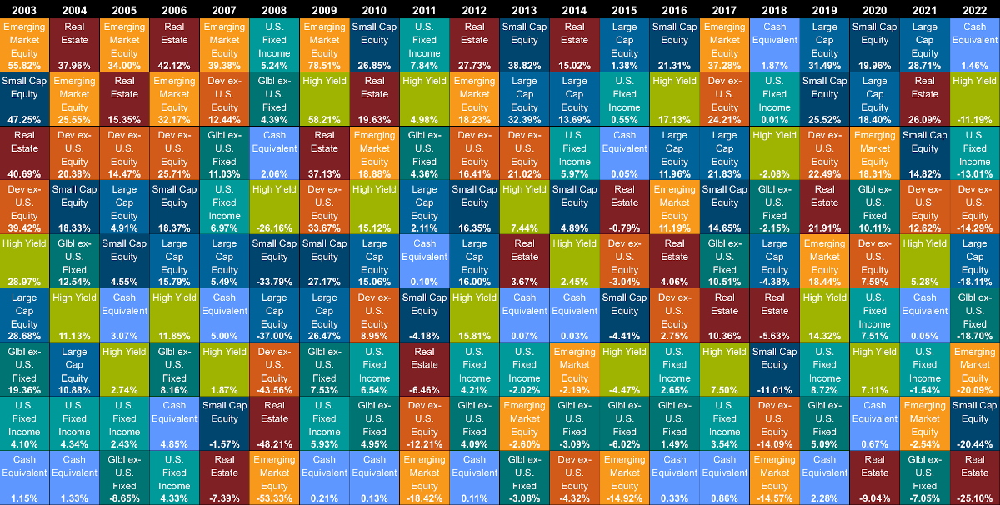 2003 2004 2005 2006 2007 2008 2009 2010 2011 2012 2013 2014 2015 2016 2017 2018 2019 2020 2021 2022
Emerging Market Equity 55.82%
Real Estate 37.96%
Emerging Market Equity 34.00%
Real Estate 42.12%
Emerging Market Equity 39.38%
U.S. Fixed Income 5.24%
Emerging Market Equity 78.51%
Small Cap Equity 26.85%
U.S. Fixed Income 7.84%
Real Estate 27.73%
Small Cap Equity 38.82%
Real Estate 15.02%
Large Cap Equity 1.38%
Small Cap Equity 21.31%
Emerging Market Equity 37.28%
Cash Equivalent 1.87%
Large Cap Equity 31.49%
Small Cap Equity 19.96%
Large Cap Equity 28.71%
Cash Equivalent 1.46%
Small Cap Equity 47.25%
Emerging Market Equity 25.55%
Real Estate 15.35%
Emerging Market Equity 32.17%
Dev ex-U.S. Equity 12.44%
Glbl ex-U.S. Fixed 4.39%
High Yield 58.21%
Real Estate 19.63%
High Yield 4.98%
Emerging Market Equity 18.23%
Large Cap Equity 32.39%
Large Cap Equity 13.69%
U.S. Fixed Income 0.55%
High Yield 17.13%
Dev ex-U.S. Equity 24.21%
U.S. Fixed Income 0.01%
Small Cap Equity 25.52%
Large Cap Equity 18.40%
Real Estate 26.09%
High Yield -11.19%
Real Estate 40.69%
Dev ex-U.S. Equity 20.38%
Dev ex-U.S. Equity 14.47%
Dev ex-U.S. Equity 25.71%
Glbl ex-U.S. Fixed 11.03%
Cash Equivalent 2.06%
Real Estate 37.13%
Emerging Market Equity 18.88%
Glbl ex-U.S. Fixed 4.36%
Dev ex-U.S. Equity 16.41%
Dev ex-U.S. Equity 21.02%
U.S. Fixed Income 5.97%
Cash Equivalent 0.05%
Large Cap Equity 11.96%
Large Cap Equity 21.83%
High Yield -2.08%
Dev ex-U.S. Equity 22.49%
Emerging Market Equity 18.31%
Small Cap Equity 14.82%
U.S. Fixed Income -13.01%
Dev ex-U.S. Equity 39.42%
Small Cap Equity 18.33%
Large Cap Equity 4.91%
Small Cap Equity 18.37%
U.S. Fixed Income 6.97%
High Yield -26.16%
Dev ex-U.S. Equity 33.67%
High Yield 15.12%
Large Cap Equity 2.11%
Small Cap Equity 16.35%
High Yield 7.44%
Small Cap Equity 4.89%
Real Estate -0.79%
Emerging Market Equity 11.19%
Small Cap Equity 14.65%
Glbl ex-U.S. Fixed -2.15%
Real Estate 21.91%
Glbl ex-U.S. Fixed 10.11%
Dev ex-U.S. Equity 12.62%
Dev ex-U.S. Equity -14.29%
High Yield 28.97%
Glbl ex-U.S. Fixed 12.54%
Small Cap Equity 4.55%
Large Cap Equity 15.79%
Large Cap Equity 5.49%
Small Cap Equity -33.79%
Small Cap Equity 27.17%
Large Cap Equity 15.06%
Cash Equivalent 0.10%
Large Cap Equity 16.00%
Real Estate 3.67%
High Yield 2.45%
Dev ex-U.S. Equity -3.04%
Real Estate 4.06%
Glbl ex-U.S. Fixed 10.51%
Large Cap Equity -4.38%
Emerging Market Equity 18.44%
Dev ex-U.S. Equity 7.59%
High Yield 5.28%
Large Cap Equity -18.11%
Large Cap Equity 28.68%
High Yield 11.13%
Cash Equivalent 3.07%
High Yield 11.85%
Cash Equivalent 5.00%
Large Cap Equity -37.00%
Large Cap Equity 26.47%
Dev ex-U.S. Equity 8.95%
Small Cap Equity -4.18%
High Yield 15.81%
Cash Equivalent 0.07%
Cash Equivalent 0.03%
Small Cap Equity -4.41%
Dev ex-U.S. Equity 2.75%
Real Estate 10.36%
Real Estate -5.63%
High Yield 14.32%
U.S. Fixed Income 7.51%
Cash Equivalent 0.05%
Glbl ex-U.S. Fixed -18.70%
Glbl ex-U.S. Fixed 19.36%
Large Cap Equity 10.88%
High Yield 2.74%
Glbl ex-U.S. Fixed 8.16%
High Yield 1.87%
Dev ex-U.S. Equity -43.56%
Glbl ex-U.S. Fixed 7.53%
U.S. Fixed Income 6.54%
Real Estate -6.46%
U.S. Fixed Income 4.21%
U.S. Fixed Income -2.02%
Emerging Market Equity -2.19%
High Yield -4.47%
U.S. Fixed Income 2.65%
High Yield 7.50%
Small Cap Equity -11.01%
U.S. Fixed Income 8.72%
High Yield 7.11%
U.S. Fixed Income -1.54%
Emerging Market Equity -20.09%
U.S. Fixed Income 4.10%
U.S. Fixed Income 4.34%
U.S. Fixed Income 2.43%
Cash Equivalent 4.85%
Small Cap Equity -1.57%
Real Estate -48.21%
U.S. Fixed Income 5.93%
Glbl ex-U.S. Fixed 4.95%
Dev ex-U.S. Equity -12.21%
Glbl ex-U.S. Fixed 4.09%
Emerging Market Equity -2.60%
Glbl ex-U.S. Fixed -3.09%
Glbl ex-U.S. Fixed -6.02%
Glbl ex-U.S. Fixed 1.49%
U.S. Fixed Income 3.54%
Dev ex-U.S. Equity -14.09%
Glbl ex-U.S. Fixed 5.09%
Cash Equivalent 0.67%
Emerging Market Equity -2.54%
Small Cap Equity -20.44%
Cash Equivalent 1.15%
Cash Equivalent 1.33%
Glbl ex-U.S. Fixed -8.65%
U.S. Fixed Income 4.33%
Real Estate -7.39%
Emerging Market Equity -53.33%
Cash Equivalent 0.21%
Cash Equivalent 0.13%
Emerging Market Equity -18.42%
Cash Equivalent 0.11%
Glbl ex-U.S. Fixed -3.08%
Dev ex-U.S. Equity -4.32%
Emerging Market Equity -14.92%
Cash Equivalent 0.33%
Cash Equivalent 0.86%
Emerging Market Equity -14.57%
Cash Equivalent 2.28%
Real Estate -9.04%
Glbl ex-U.S. Fixed -7.05%
Real Estate -25.10%